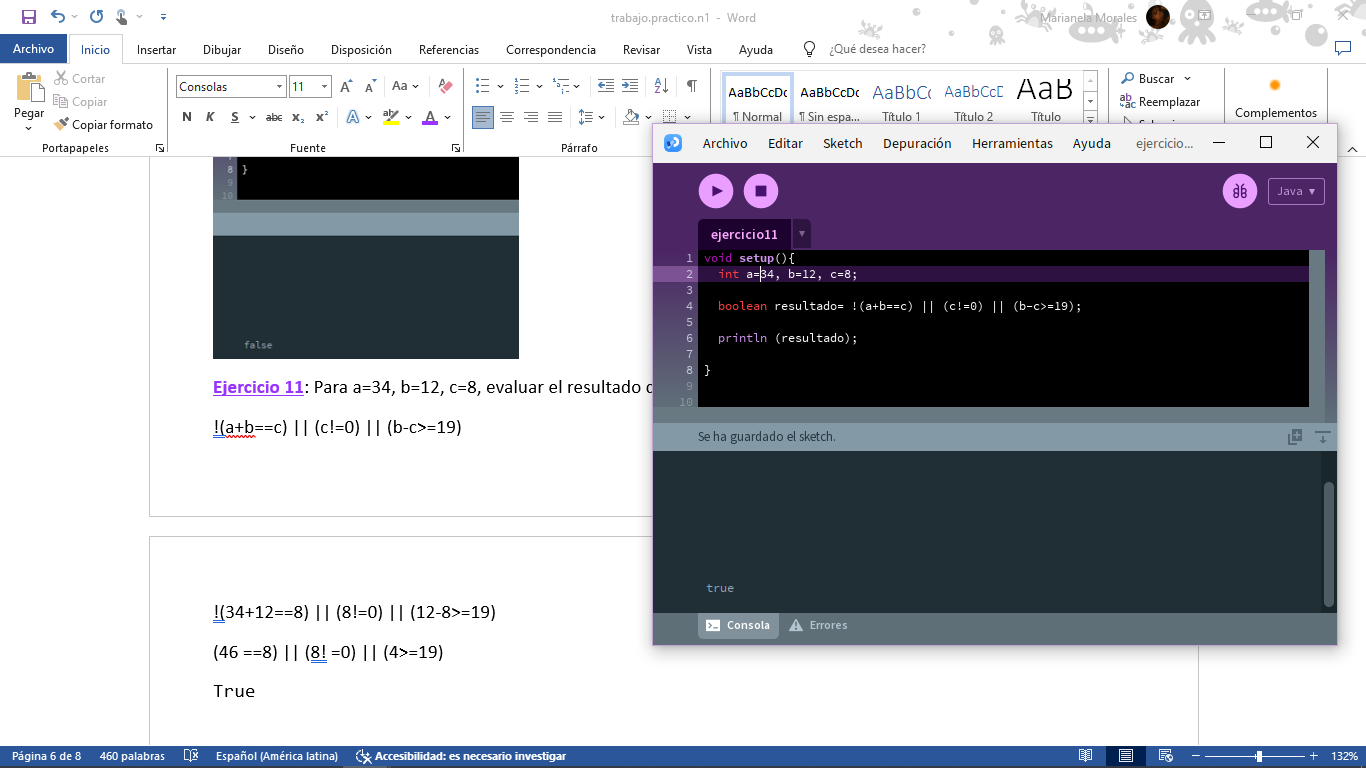 trabajo.practico.n1 - Word
Marianela Morales
Archivo Inicio Insertar Dibujar Diseño Disposición Referencias Correspondencia Revisar Vista Ayuda ¿Qué desea hacer?
Pegar
Cortar
Copiar
Copiar formato
Portapapeles
Consolas 11
N K S abc x₂ x²
Fuente
Párrafo
AaBbCcDc AaBbCcDc AaBbCc AaBbCcD AaB
¶ Normal ¶ Sin espa... Título 1 Título 2 Título
Buscar
Reemplazar
Complementos
8 }
9
10
false
Ejercicio 11: Para a=34, b=12, c=8, evaluar el resultado
!(a+b==c) || (c!=0) || (b-c>=19)
!(34+12==8) || (8!=0) || (12-8>=19)
(46 ==8) || (8! =0) || (4>=19)
True
Archivo Editar Sketch Depuración Herramientas Ayuda ejercicio...
Java
ejercicio11
1 void setup(){
2 int a=34, b=12, c=8;
3
4 boolean resultado= !(a+b==c) || (c!=0) || (b-c>=19);
5
6 println (resultado);
7
8 }
9
10
Se ha guardado el sketch.
true
Consola Errores
Página 6 de 8 460 palabras Español (América latina) Accesibilidad: es necesario investigar 132%